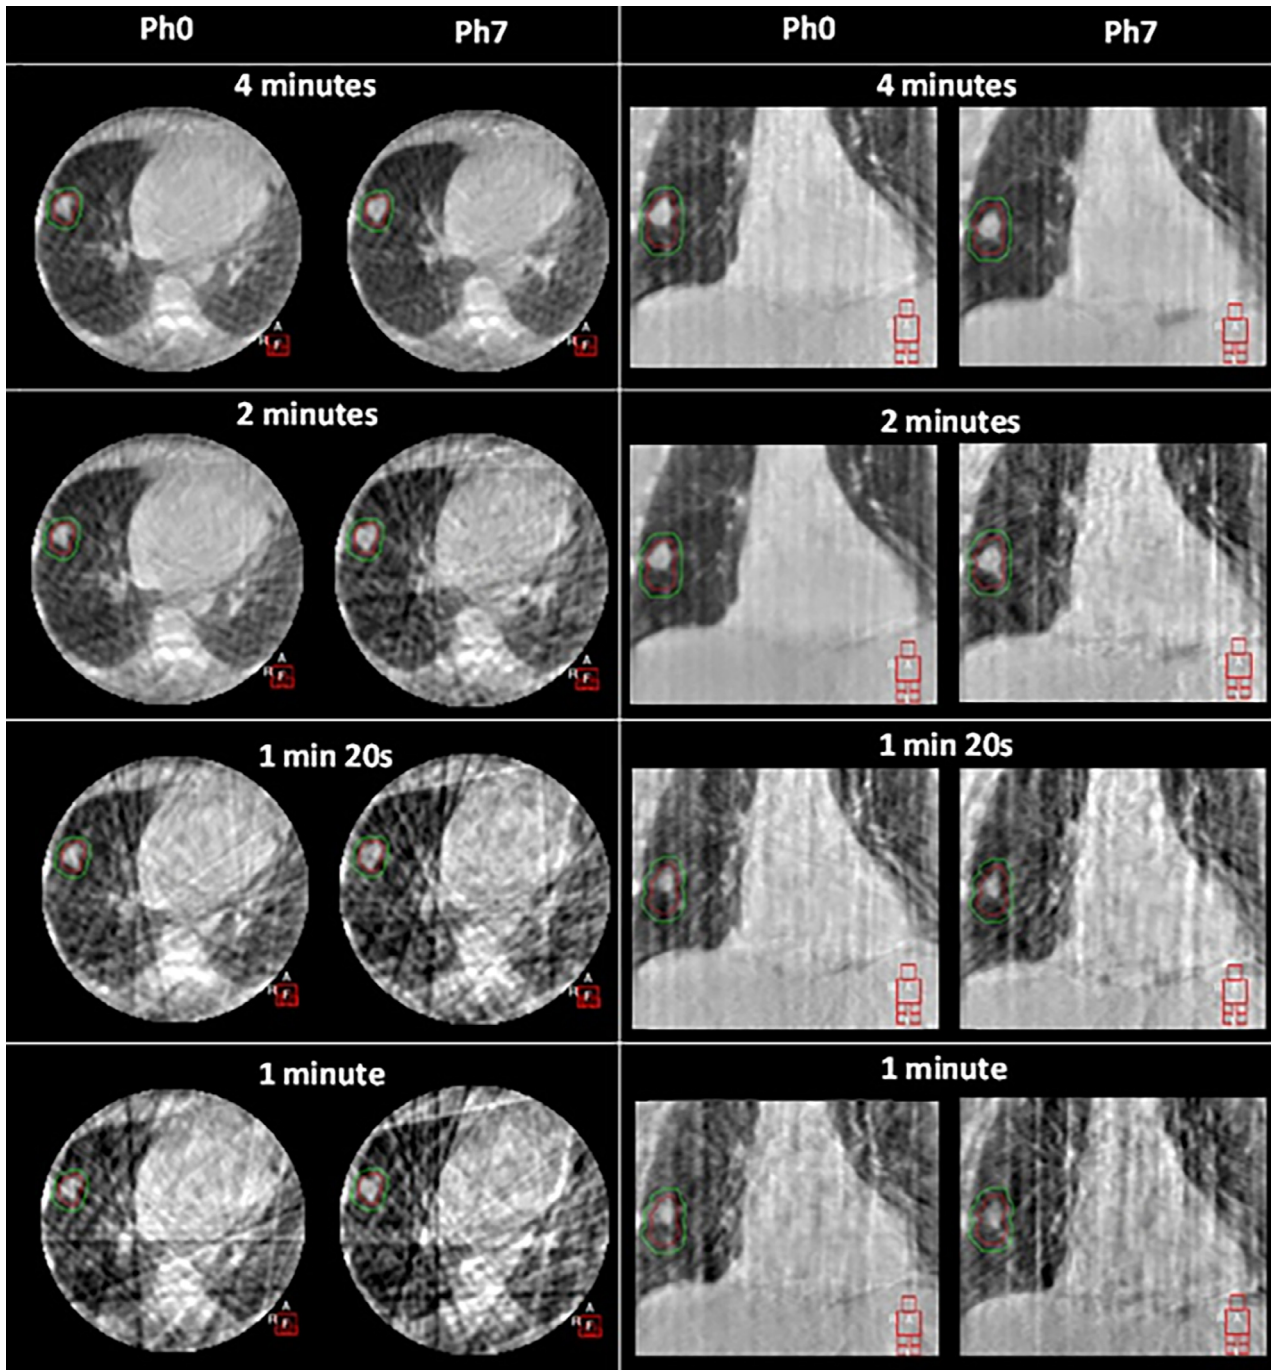 Ph0 Ph7 Ph0 Ph7
4 minutes 4 minutes
A A
R R
F F A A
2 minutes 2 minutes
A A
R R
F F A A
1 min 20s 1 min 20s
A A
R R
F F
1 minute 1 minute
A A
R R
F F